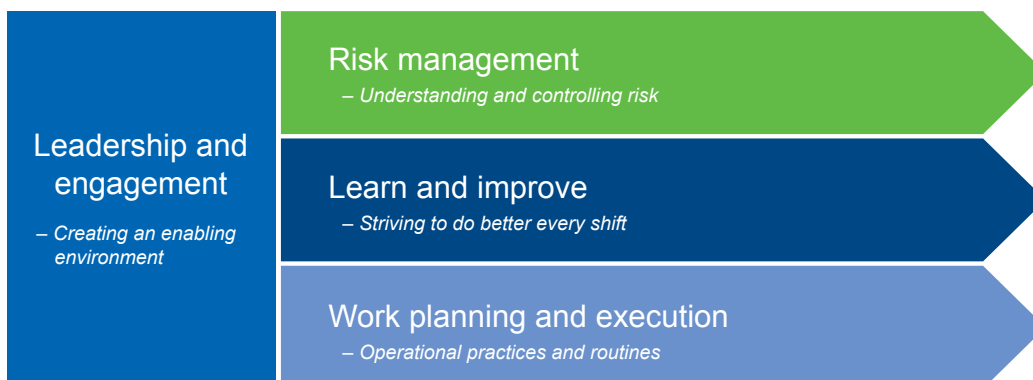 Leadership and
engagement
– Creating an enabling
environment
Risk management
– Understanding and controlling risk
Learn and improve
– Striving to do better every shift
Work planning and execution
– Operational practices and routines